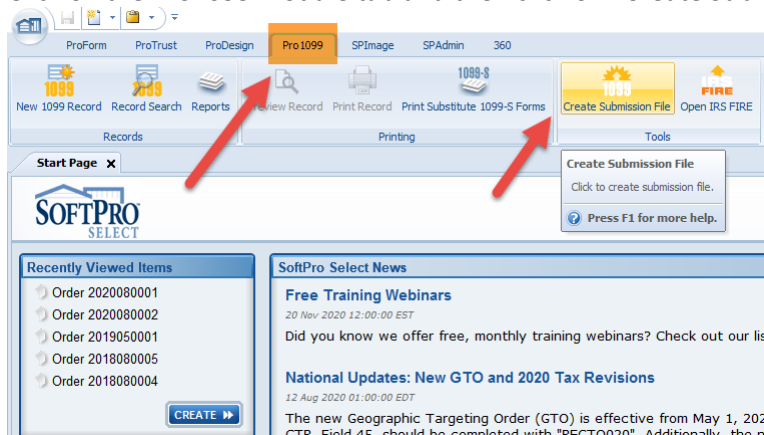 ProForm ProTrust ProDesign Pro1099 SPImage SPAdmin 360
1099 1099 1099-S 1099 IRS FIRE
New 1099 Record Record Search Reports Record Print Record Print Substitute 1099-S Forms Create Submission File Open IRS FIRE
Records Printing Tools
Start Page X
Create Submission File
Click to create submission file.
Press F1 for more help.
SOFTPRO
SELECT
Recently Viewed Items
Order 2020080001
Order 2020080002
Order 2019050001
Order 2018080005
Order 2018080004
CREATE
SoftPro Select News
Free Training Webinars
20 Nov 2020 12:00:00 EST
Did you know we offer free, monthly training webinars? Check out our lis
National Updates: New GTO and 2020 Tax Revisions
12 Aug 2020 01:00:00 EDT
The new Geographic Targeting Order (GTO) is effective from May 1, 202